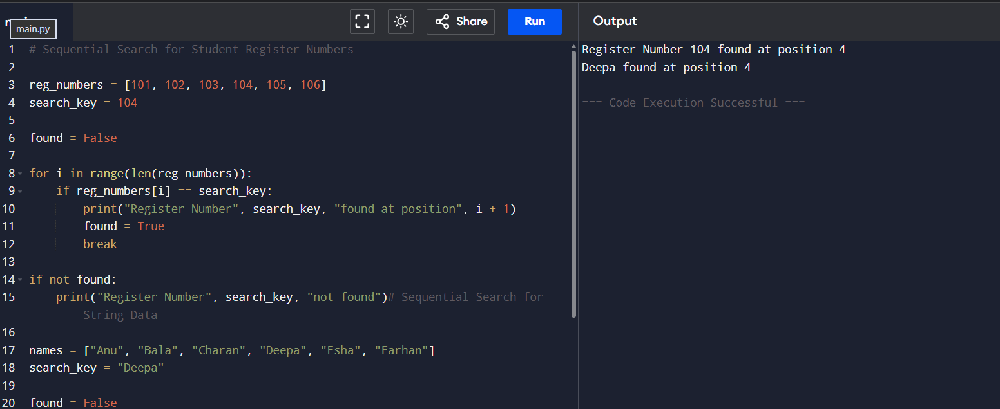 main.py
Share
Run
Output
1 # Sequential Search for Student Register Numbers
2
3 reg_numbers = [101, 102, 103, 104, 105, 106]
4 search_key = 104
5
6 found = False
7
8 for i in range(len(reg_numbers)):
9     if reg_numbers[i] == search_key:
10         print("Register Number", search_key, "found at position", i + 1)
11         found = True
12         break
13
14 if not found:
15     print("Register Number", search_key, "not found")# Sequential Search for
        String Data
16
17 names = ["Anu", "Bala", "Charan", "Deepa", "Esha", "Farhan"]
18 search_key = "Deepa"
19
20 found = False
Register Number 104 found at position 4
Deepa found at position 4
=== Code Execution Successful ===